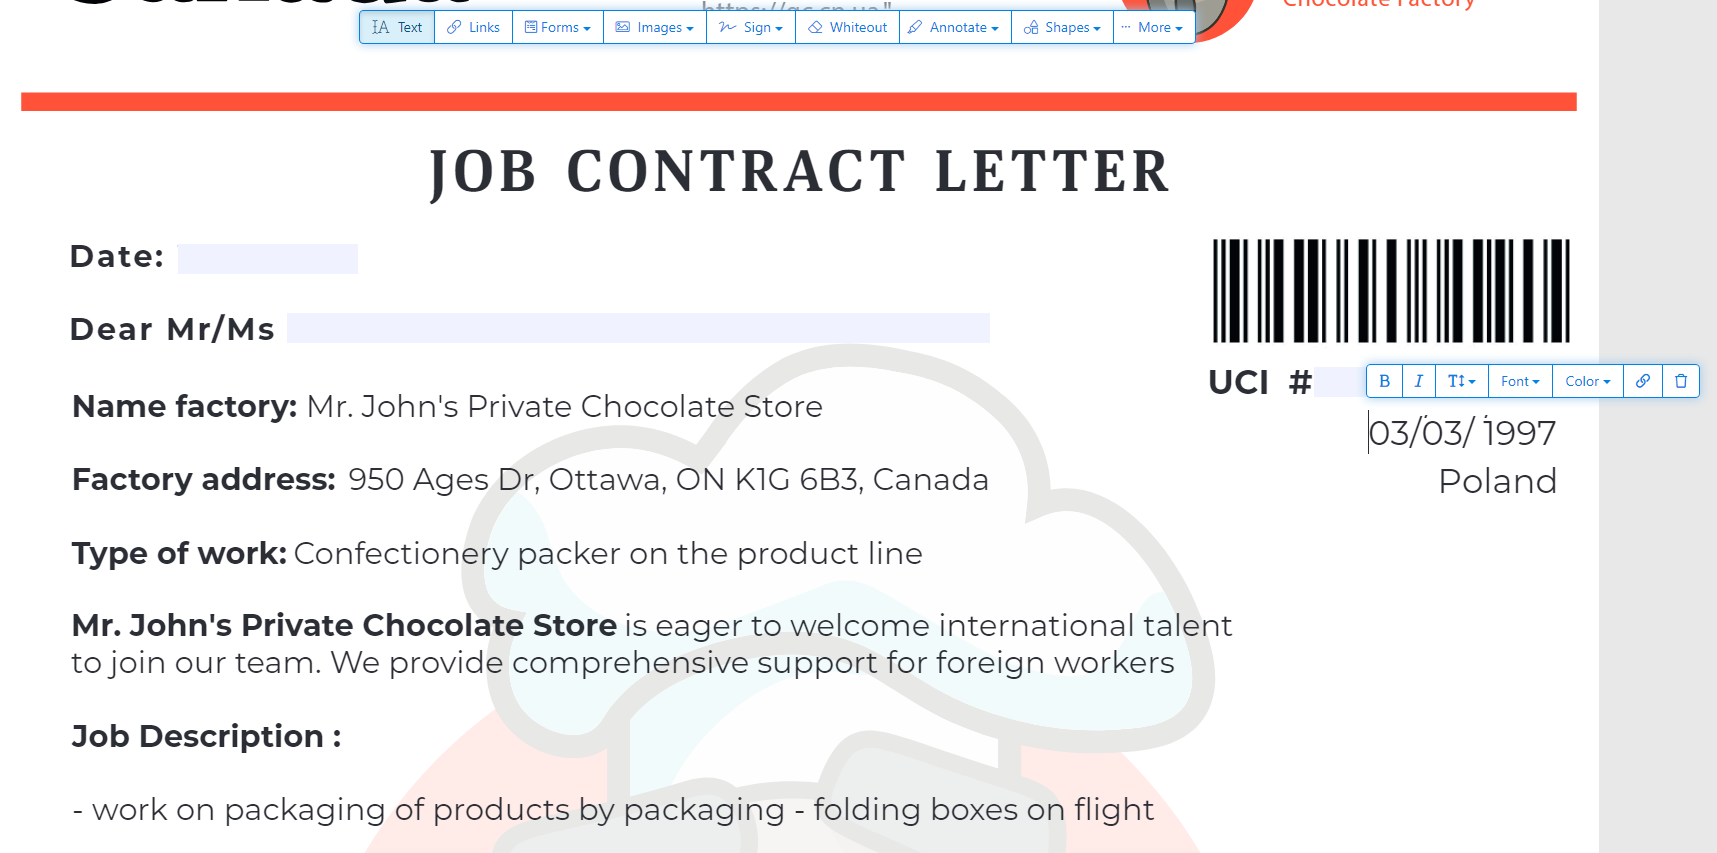 https://gc.cn.ua"
Chocolate Factory
Text Links Forms Images Sign Whiteout Annotate Shapes More
JOB CONTRACT LETTER
Date:
Dear Mr/Ms
UCI #
B I T Font Color
Name factory: Mr. John's Private Chocolate Store
03/03/ 1997
Factory address: 950 Ages Dr, Ottawa, ON K1G 6B3, Canada
Poland
Type of work: Confectionery packer on the product line
Mr. John's Private Chocolate Store is eager to welcome international talent
to join our team. We provide comprehensive support for foreign workers
Job Description :
- work on packaging of products by packaging - folding boxes on flight